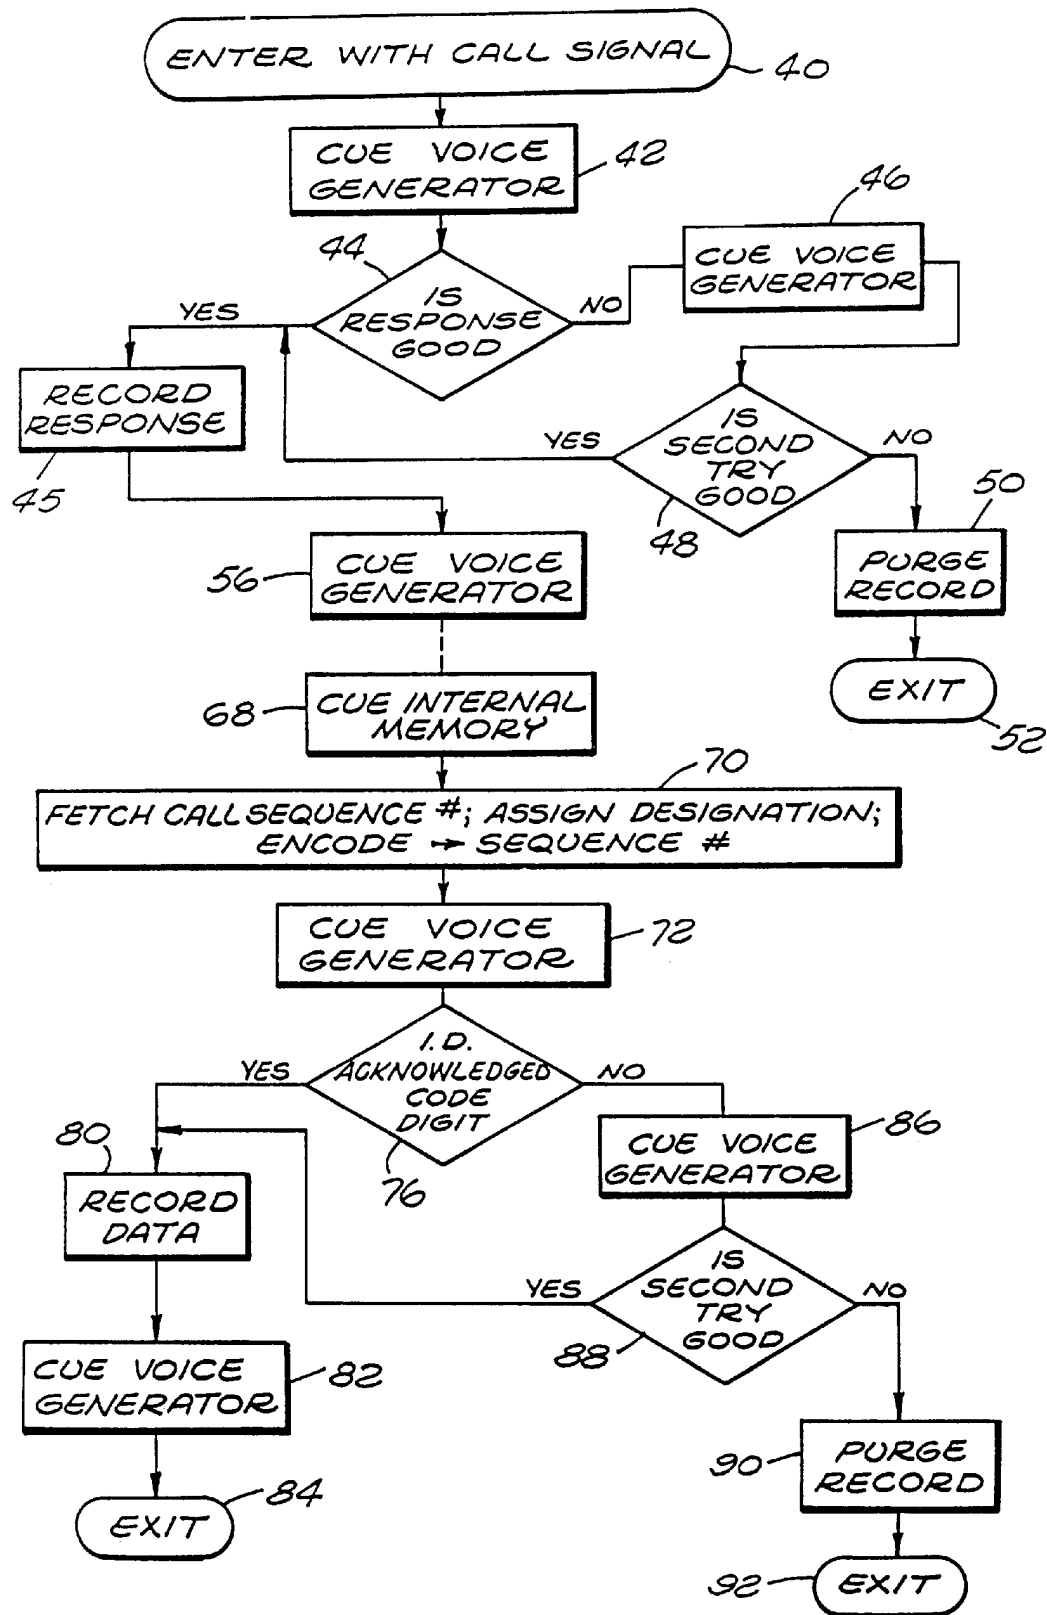 ENTER WITH CALL SIGNAL
40
CUE VOICE
GENERATOR
42
44
IS
RESPONSE
GOOD
YES
NO
46
CUE VOICE
GENERATOR
RECORD
RESPONSE
45
IS
SECOND
TRY
GOOD
YES
NO
48
50
PURGE
RECORD
EXIT
52
56
CUE VOICE
GENERATOR
68
CUE INTERNAL
MEMORY
70
FETCH CALL SEQUENCE #; ASSIGN DESIGNATION;
ENCODE → SEQUENCE #
CUE VOICE
GENERATOR
72
I.D.
ACKNOWLEDGED
CODE
DIGIT
YES
NO
76
80
RECORD
DATA
86
CUE VOICE
GENERATOR
IS
SECOND
TRY
GOOD
YES
NO
88
CUE VOICE
GENERATOR
82
EXIT
84
90
PURGE
RECORD
92
EXIT